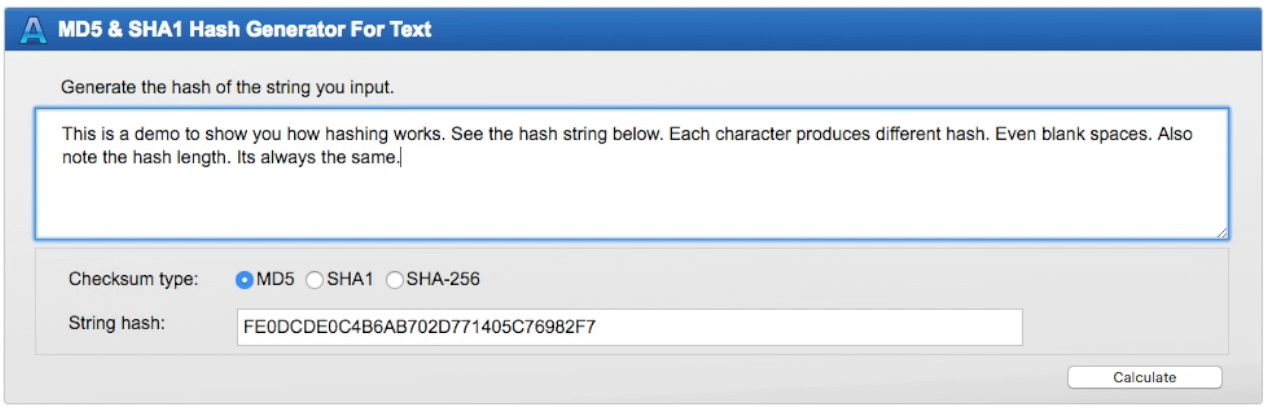 MD5 & SHA1 Hash Generator For Text
Generate the hash of the string you input.
This is a demo to show you how hashing works. See the hash string below. Each character produces different hash. Even blank spaces. Also
note the hash length. Its always the same.
Checksum type: MD5 SHA1 SHA-256
String hash: FE0DCDE0C4B6AB702D771405C76982F7
Calculate